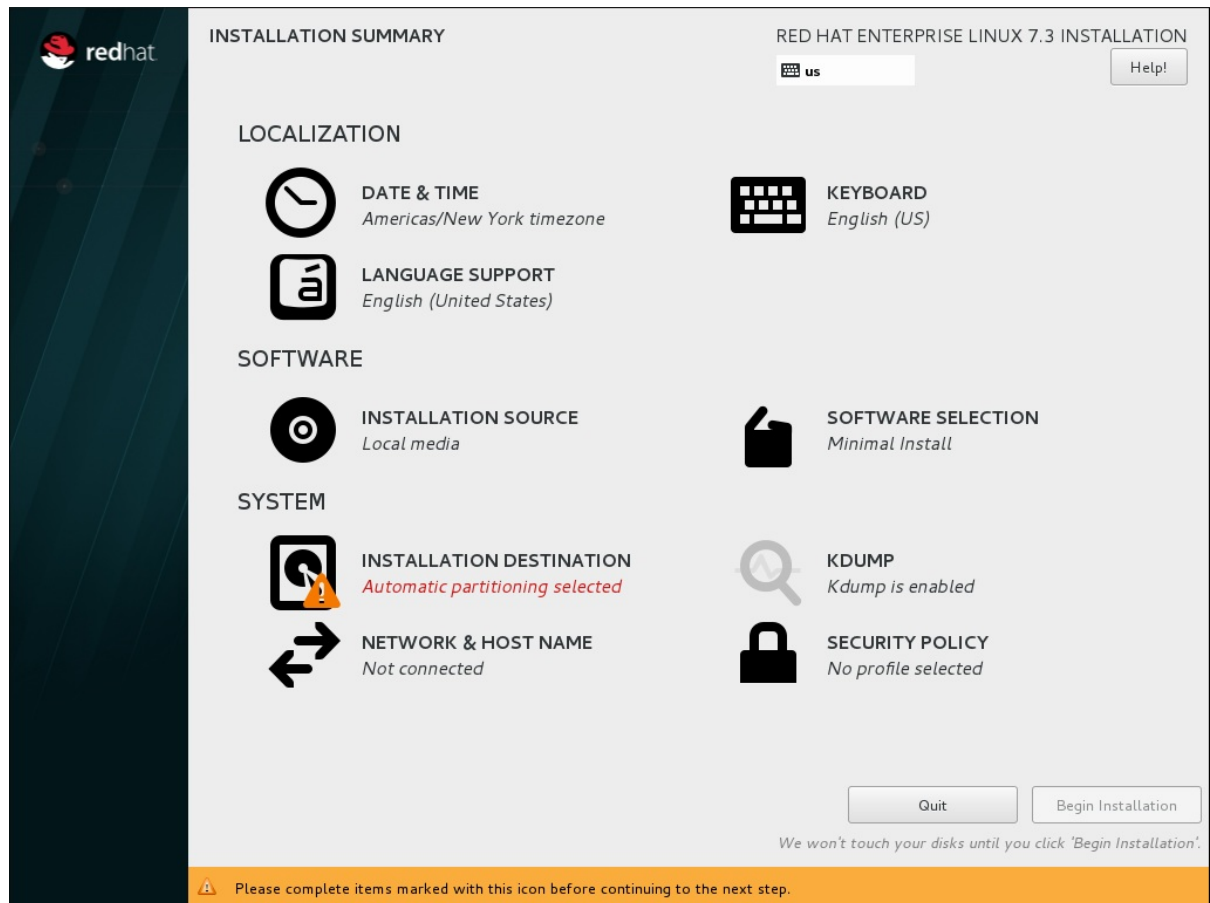 redhat.
INSTALLATION SUMMARY
RED HAT ENTERPRISE LINUX 7.3 INSTALLATION
us
Help!
LOCALIZATION
DATE & TIME
Americas/New York timezone
KEYBOARD
English (US)
á
LANGUAGE SUPPORT
English (United States)
SOFTWARE
INSTALLATION SOURCE
Local media
SOFTWARE SELECTION
Minimal Install
SYSTEM
INSTALLATION DESTINATION
Automatic partitioning selected
KDUMP
Kdump is enabled
NETWORK & HOST NAME
Not connected
SECURITY POLICY
No profile selected
Quit
Begin Installation
We won't touch your disks until you click 'Begin Installation'.
Please complete items marked with this icon before continuing to the next step.